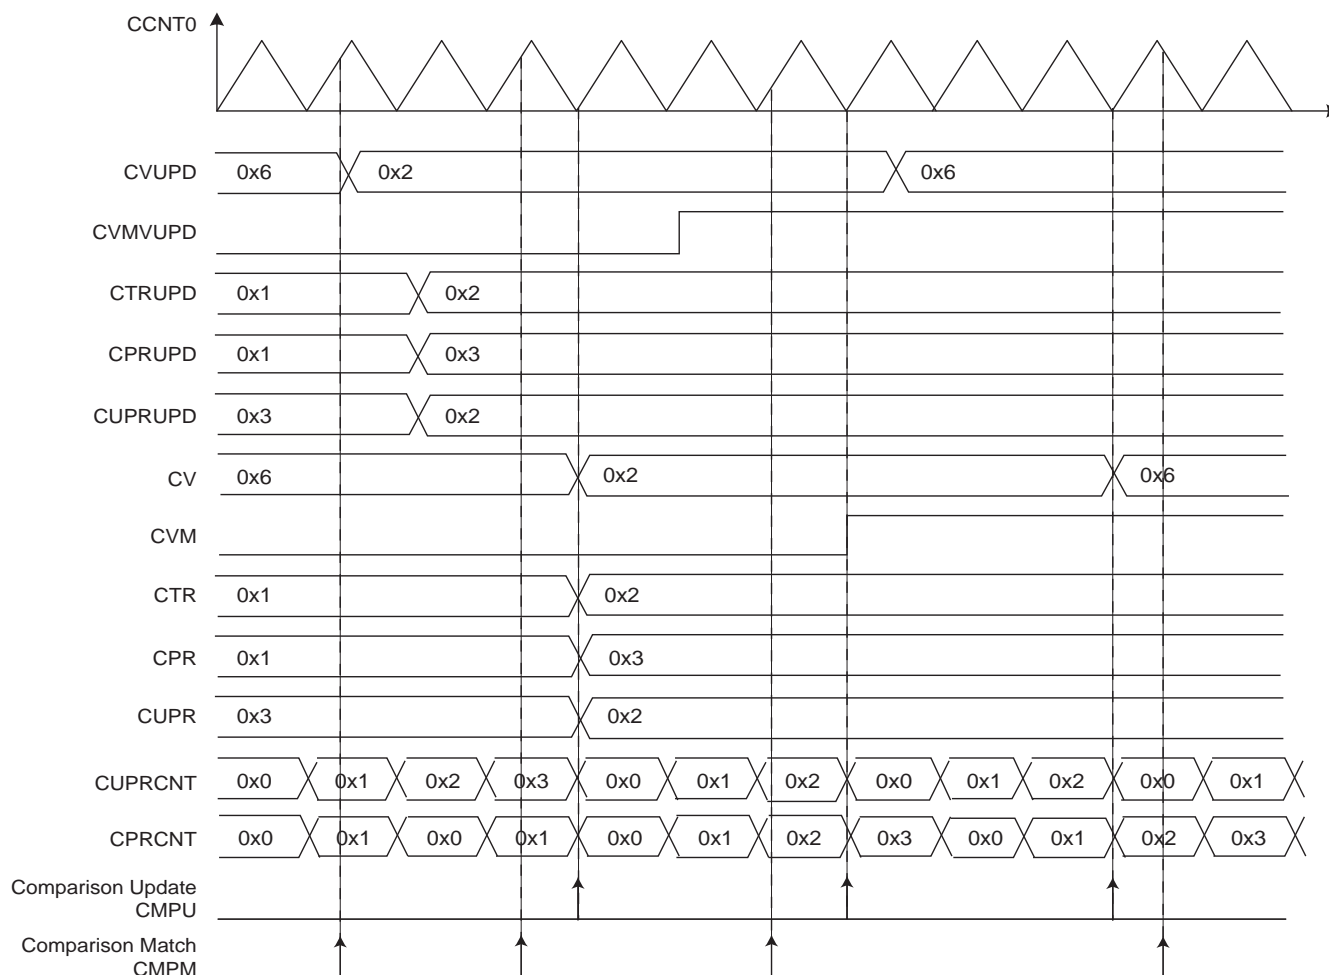 CCNT0
CVUPD 0x6 0x2 0x6
CVMVUPD
CTRUPD 0x1 0x2
CPRUPD 0x1 0x3
CUPRUPD 0x3 0x2
CV 0x6 0x2 0x6
CVM
CTR 0x1 0x2
CPR 0x1 0x3
CUPR 0x3 0x2
CUPRCNT 0x0 0x1 0x2 0x3 0x0 0x1 0x2 0x0 0x1 0x2 0x0 0x1
CPRCNT 0x0 0x1 0x0 0x1 0x0 0x1 0x2 0x3 0x0 0x1 0x2 0x3
Comparison Update
CMPU
Comparison Match
CMPM